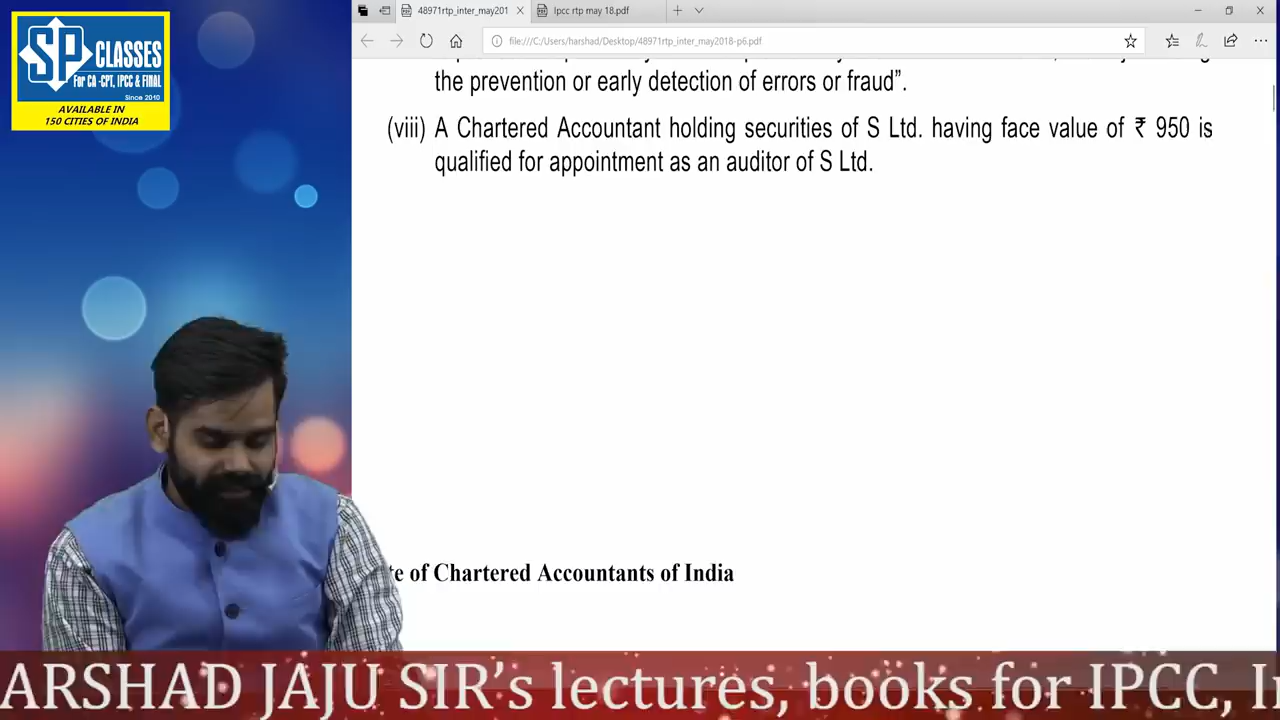 SP CLASSES
For CA -CPT, IPCC & FINAL
Since 2010
AVAILABLE IN
150 CITIES OF INDIA
48971rtp_inter_may201
Ipcc rtp may 18.pdf
file:///C:/Users/harshad/Desktop/48971rtp_inter_may2018-p6.pdf
the prevention or early detection of errors or fraud”.
(viii) A Chartered Accountant holding securities of S Ltd. having face value of ₹ 950 is
qualified for appointment as an auditor of S Ltd.
te of Chartered Accountants of India
ARSHAD JAJU SIR’s lectures, books for IPCC, I